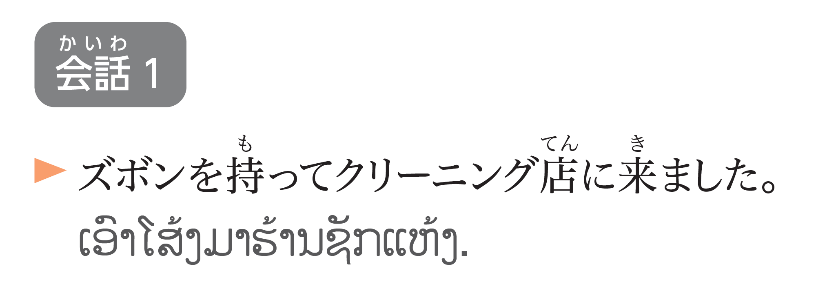 かいわ
会話 1
も てん き
ズボンを持ってクリーニング店に来ました。
ເອົາໂສ້ງມາຮ້ານຊັກແຫ້ງ.